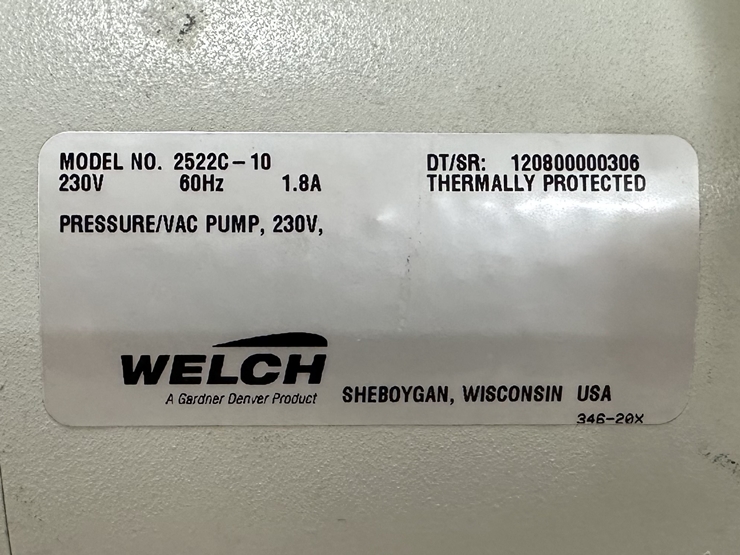 MODEL NO. 2522C-10 DT/SR: 120800000306
230V 60Hz 1.8A THERMALLY PROTECTED
PRESSURE/VAC PUMP, 230V,
WELCH
A Gardner Denver Product SHEBOYGAN, WISCONSIN USA
346-20X